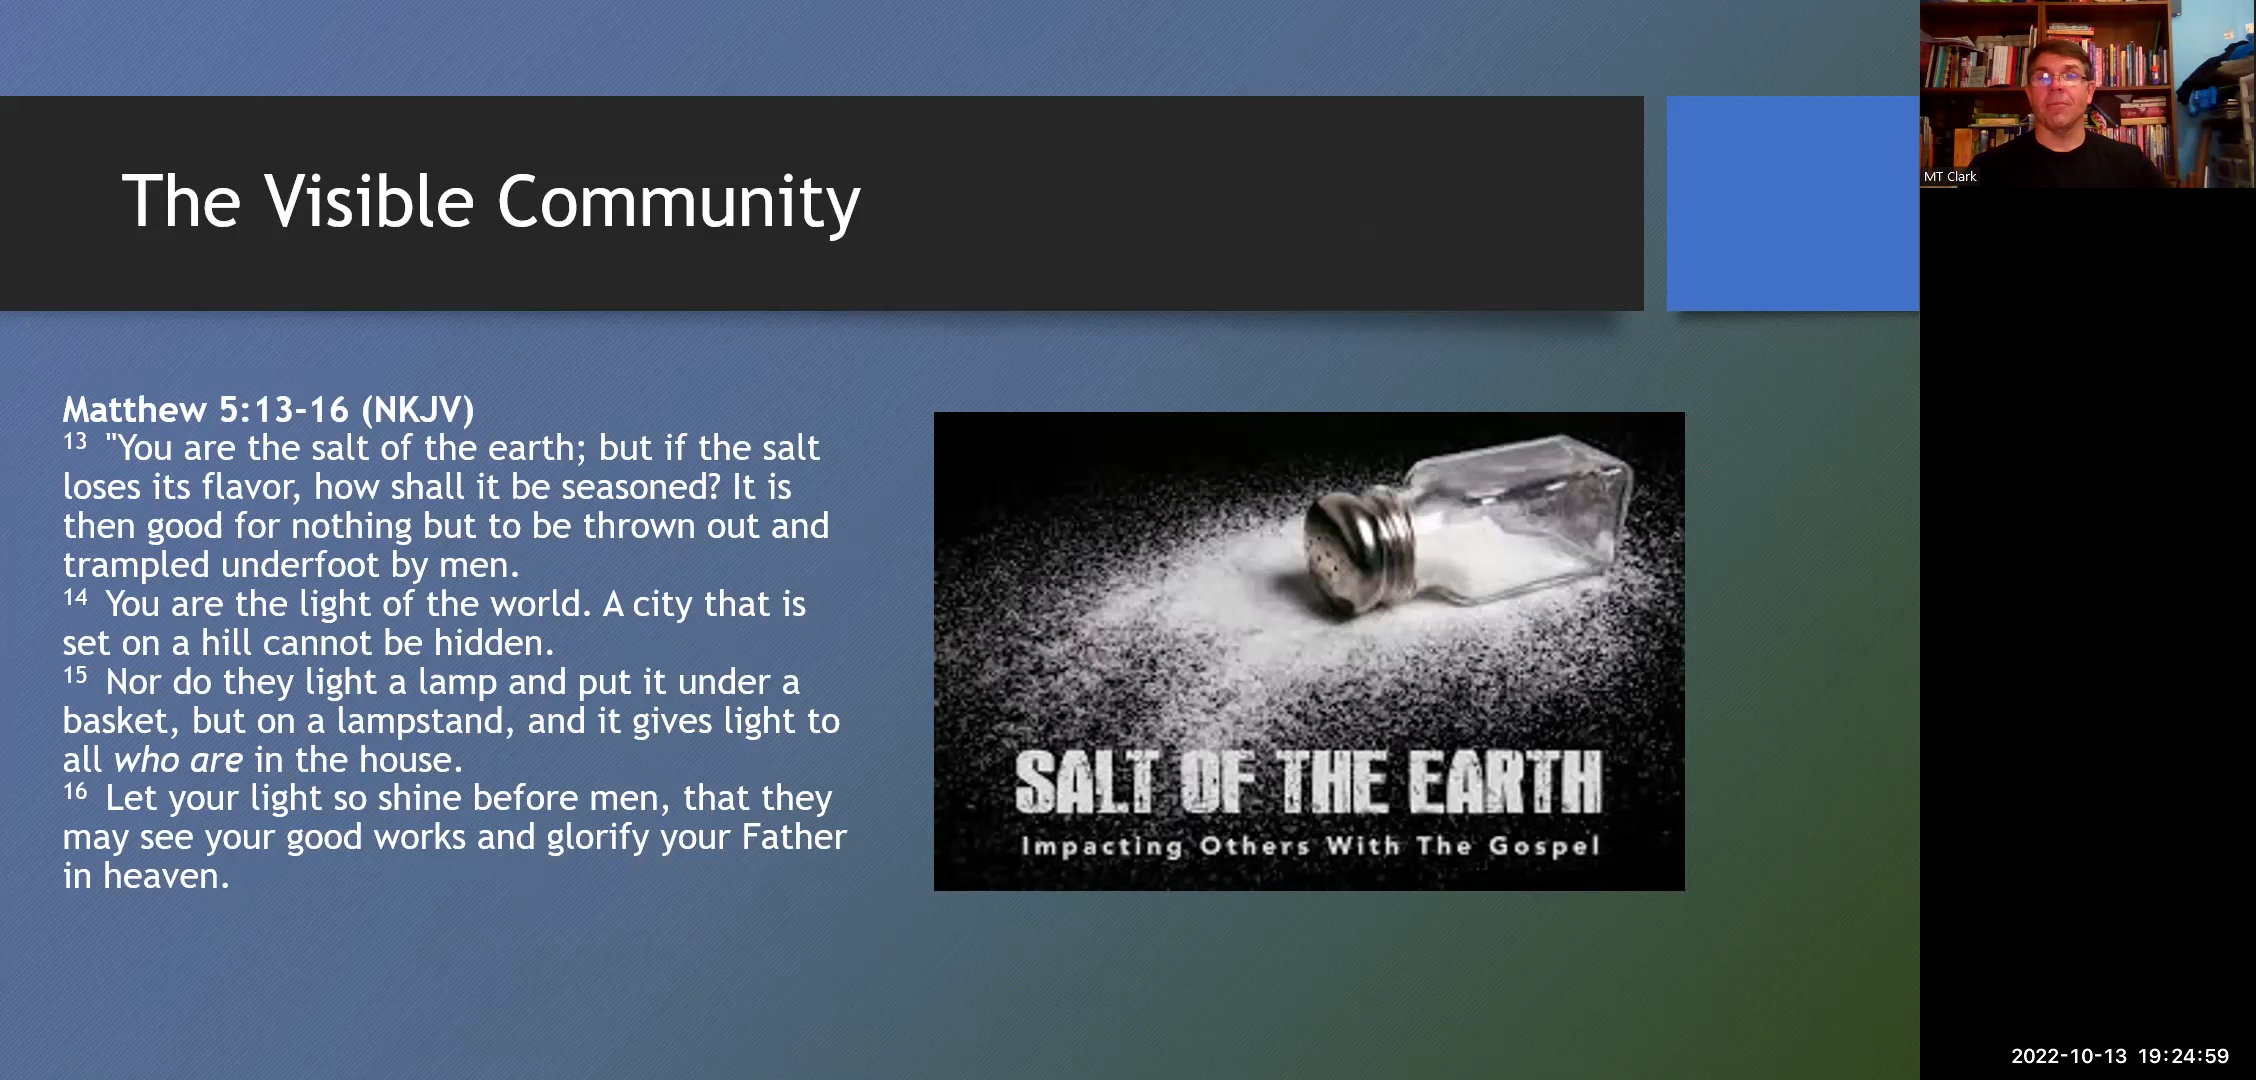 The Visible Community
MT Clark
Matthew 5:13-16 (NKJV)
13 "You are the salt of the earth; but if the salt
loses its flavor, how shall it be seasoned? It is
then good for nothing but to be thrown out and
trampled underfoot by men.
14 You are the light of the world. A city that is
set on a hill cannot be hidden.
15 Nor do they light a lamp and put it under a
basket, but on a lampstand, and it gives light to
all who are in the house.
16 Let your light so shine before men, that they
may see your good works and glorify your Father
in heaven.
SALT OF THE EARTH
Impacting Others With The Gospel
2022-10-13 19:24:59